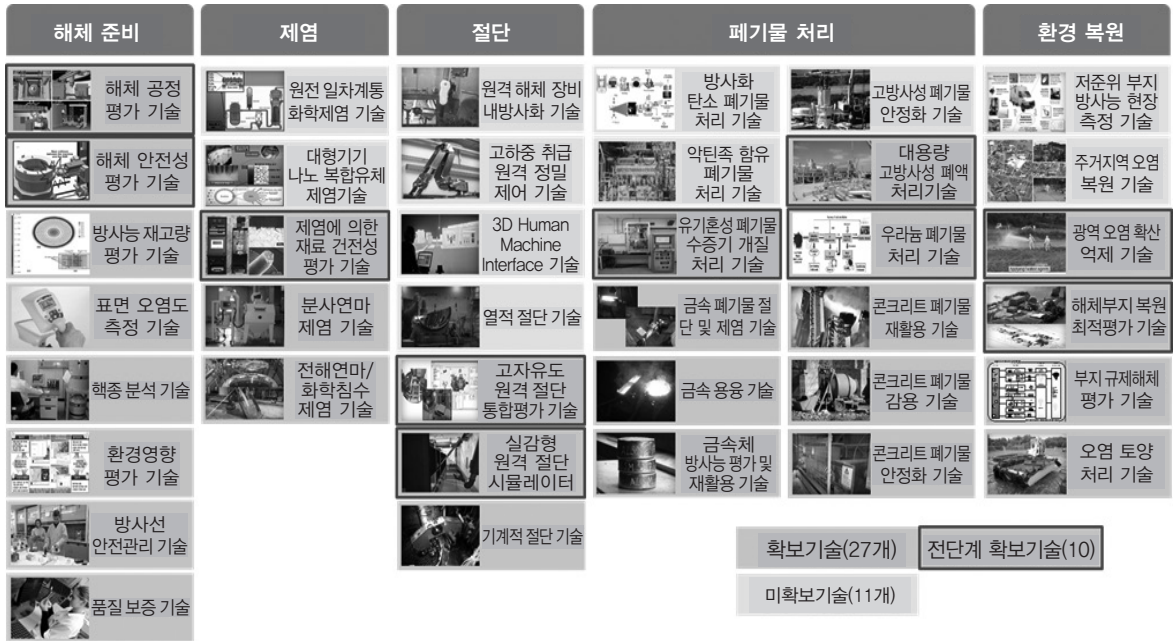 해체 준비
해체 공정
평가 기술
해체 안전성
평가 기술
방사능 재고량
평가 기술
표면 오염도
측정 기술
핵종 분석 기술
환경영향
평가 기술
방사선
안전관리 기술
품질 보증 기술
제염
원전 일차계통
화학제염 기술
대형기기
나노 복합유체
제염기술
제염에 의한
재료 건전성
평가 기술
분사연마
제염 기술
전해연마/
화학침수
제염 기술
절단
원격 해체 장비
내방사화 기술
고하중 취급
원격 정밀
제어 기술
3D Human
Machine
Interface 기술
열적 절단 기술
고자유도
원격 절단
통합평가 기술
실감형
원격 절단
시뮬레이터
기계적 절단 기술
폐기물 처리
방사화
탄소 폐기물
처리 기술
악틴족 함유
폐기물
처리 기술
유기혼성 폐기물
수증기 개질
처리 기술
금속 폐기물 절
단 및 제염 기술
금속 용융 기술
금속체
방사능 평가 및
재활용 기술
고방사성 폐기물
안정화 기술
대용량
고방사성 폐액
처리기술
우라늄 폐기물
처리 기술
콘크리트 폐기물
재활용 기술
콘크리트 폐기물
감용 기술
콘크리트 폐기물
안정화 기술
환경 복원
저준위 부지
방사능 현장
측정 기술
주거지역 오염
복원 기술
광역 오염 확산
억제 기술
해체부지 복원
최적평가 기술
부지 규제해체
평가 기술
오염 토양
처리 기술
확보기술(27개)
전단계 확보기술(10)
미확보기술(11개)